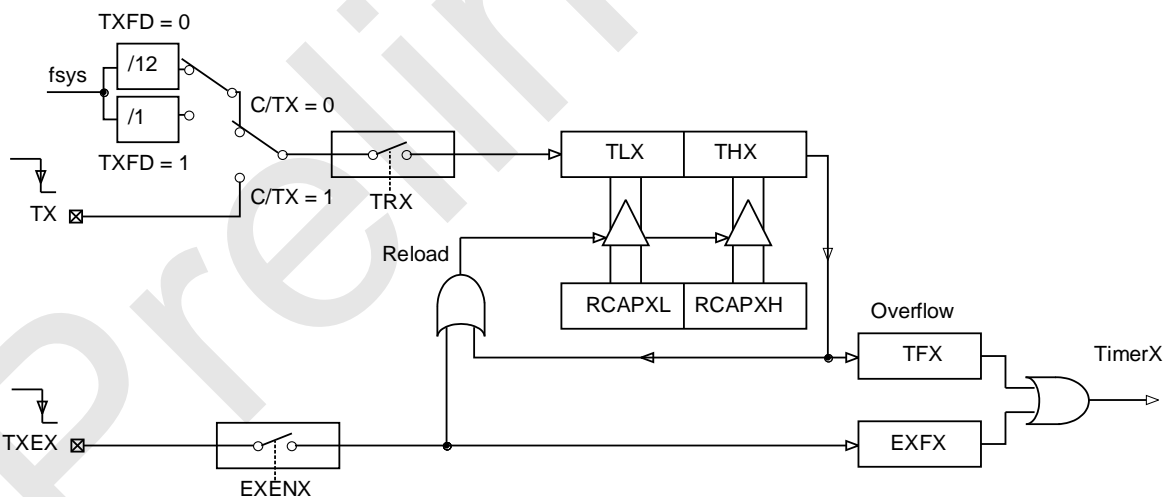 TXFD = 0
/12
fsys
C/TX = 0
/1
TXFD = 1
TLX THX
TX
C/TX = 1
TRX
Reload
RCAPXL RCAPXH
Overflow
TFX
TimerX
TXEX
EXFX
EXENX
Prelim